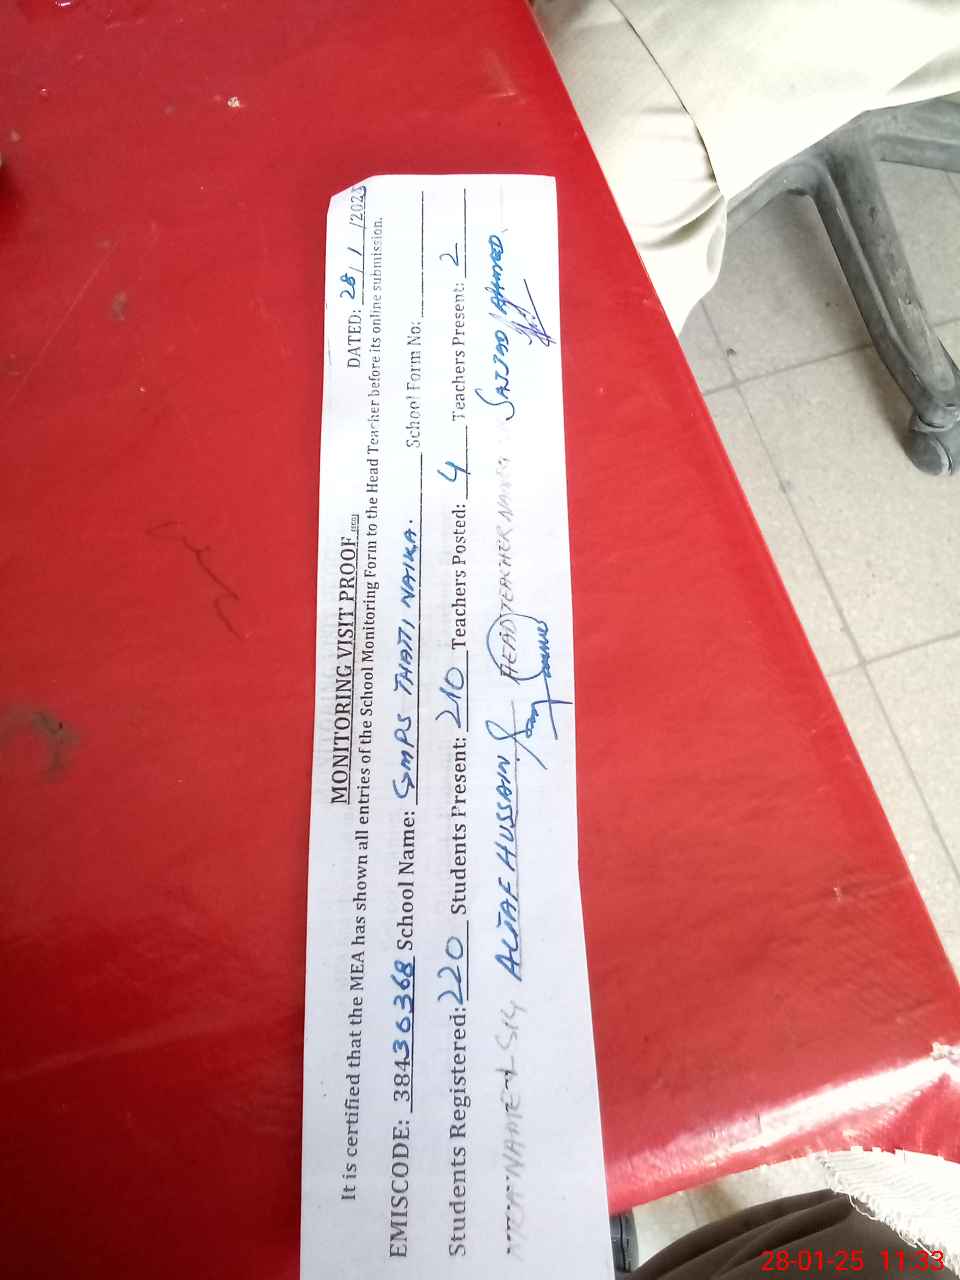 DATED: 28/1/2025
MONITORING VISIT PROOF
It is certified that the MEA has shown all entries of the School Monitoring Form to the Head Teacher before its online submission.
EMISCODE: 38436368 School Name: GMPS THATI NAIKA. School Form No:
Students Registered: 220 Students Present: 210 Teachers Posted: 4 Teachers Present: 2
NAME + SIG ALTAF HUSSAIN HEAD TEACHER NAME SAJJAD AHMED
28-01-25 11:33